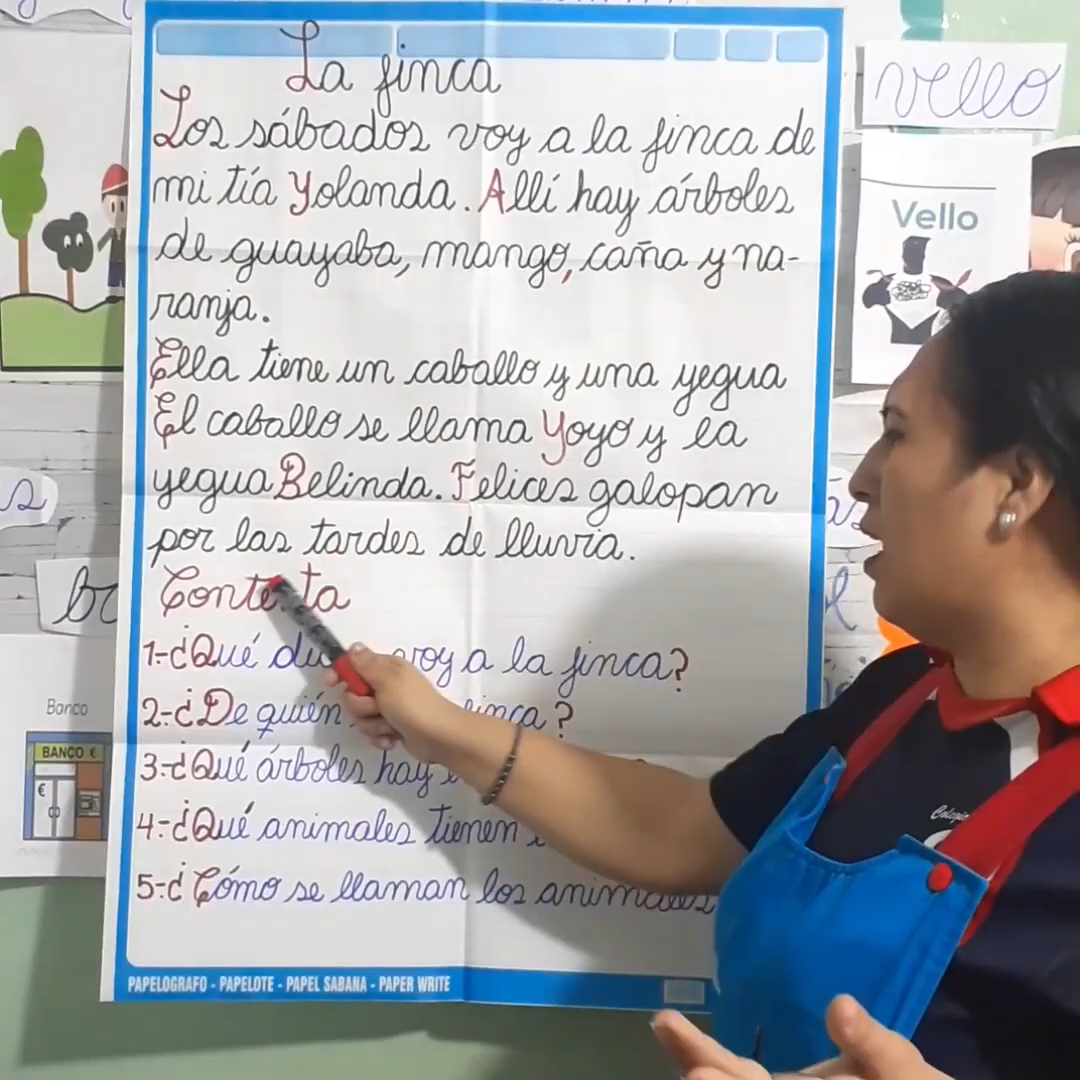 La finca
Los sábados voy a la finca de
mi tía Yolanda. Allí hay árboles
de guayaba, mango, caña y na-
ranja.
Ella tiene un caballo y una yegua
El caballo se llama Yoyo y la
yegua Belinda. Felices galopan
por las tardes de lluvia.
Contesta
1-¿Qué voy a la finca?
2-¿De quién finca?
3-¿Qué árboles hay
4-¿Qué animales tienen
5-¿Cómo se llaman los animales
PAPELOGRAFO - PAPELOTE - PAPEL SABANA - PAPER WRITE
vello
Vello
Banco
BANCO €
€